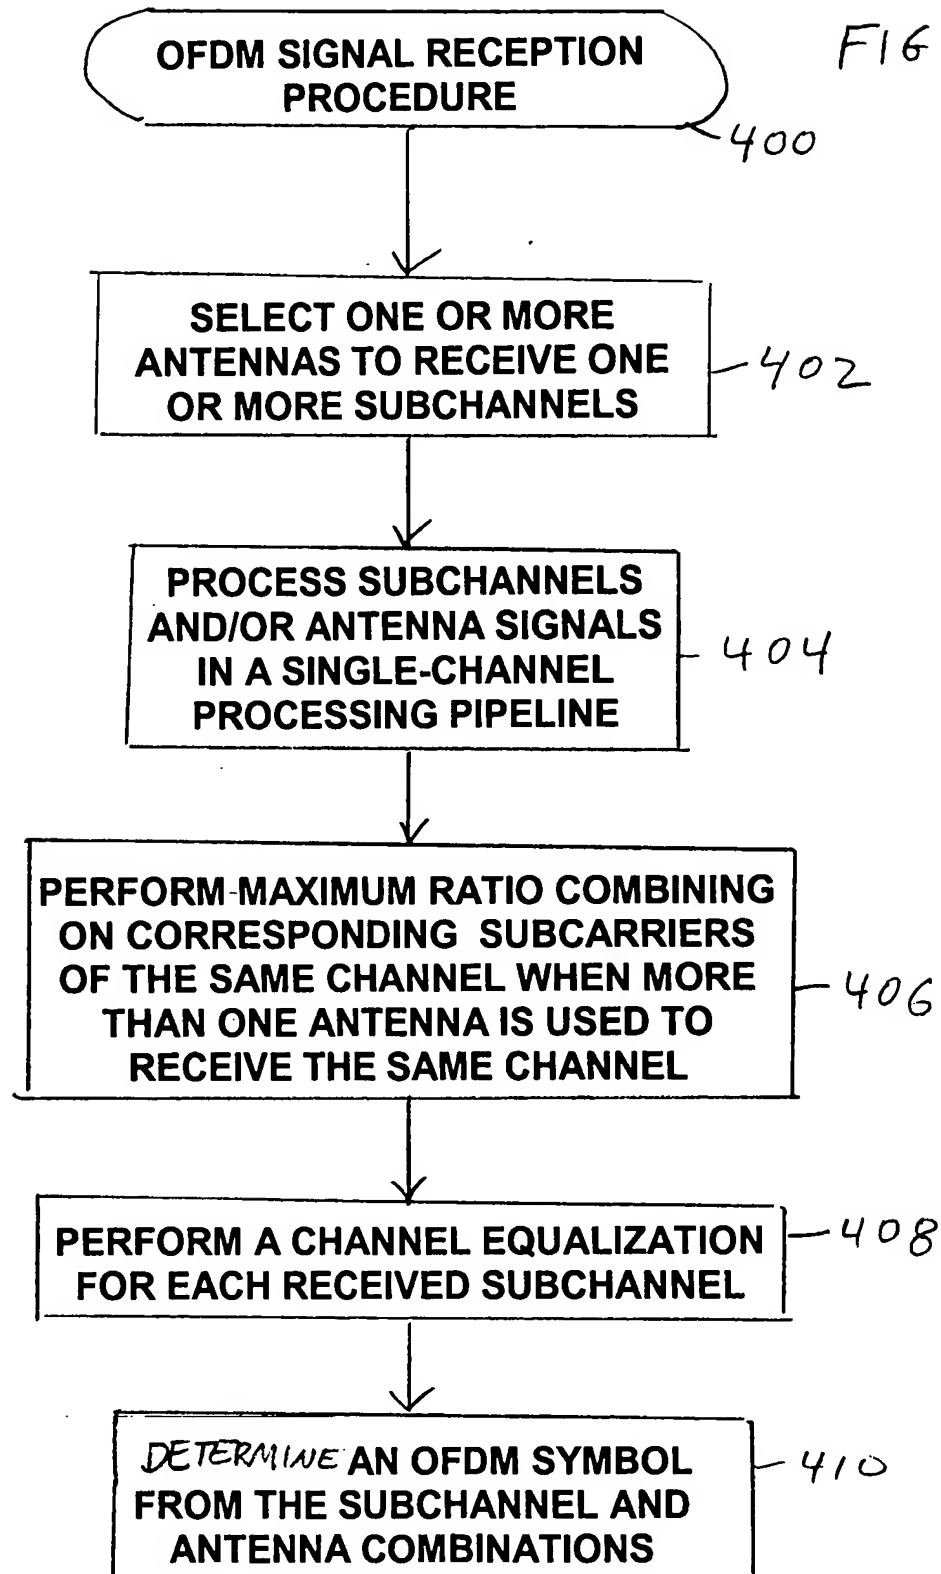 OFDM SIGNAL RECEPTION
PROCEDURE
FIG
400
SELECT ONE OR MORE
ANTENNAS TO RECEIVE ONE
OR MORE SUBCHANNELS
402
PROCESS SUBCHANNELS
AND/OR ANTENNA SIGNALS
IN A SINGLE-CHANNEL
PROCESSING PIPELINE
404
PERFORM MAXIMUM RATIO COMBINING
ON CORRESPONDING SUBCARRIERS
OF THE SAME CHANNEL WHEN MORE
THAN ONE ANTENNA IS USED TO
RECEIVE THE SAME CHANNEL
406
PERFORM A CHANNEL EQUALIZATION
FOR EACH RECEIVED SUBCHANNEL
408
DETERMINE AN OFDM SYMBOL
FROM THE SUBCHANNEL AND
ANTENNA COMBINATIONS
410